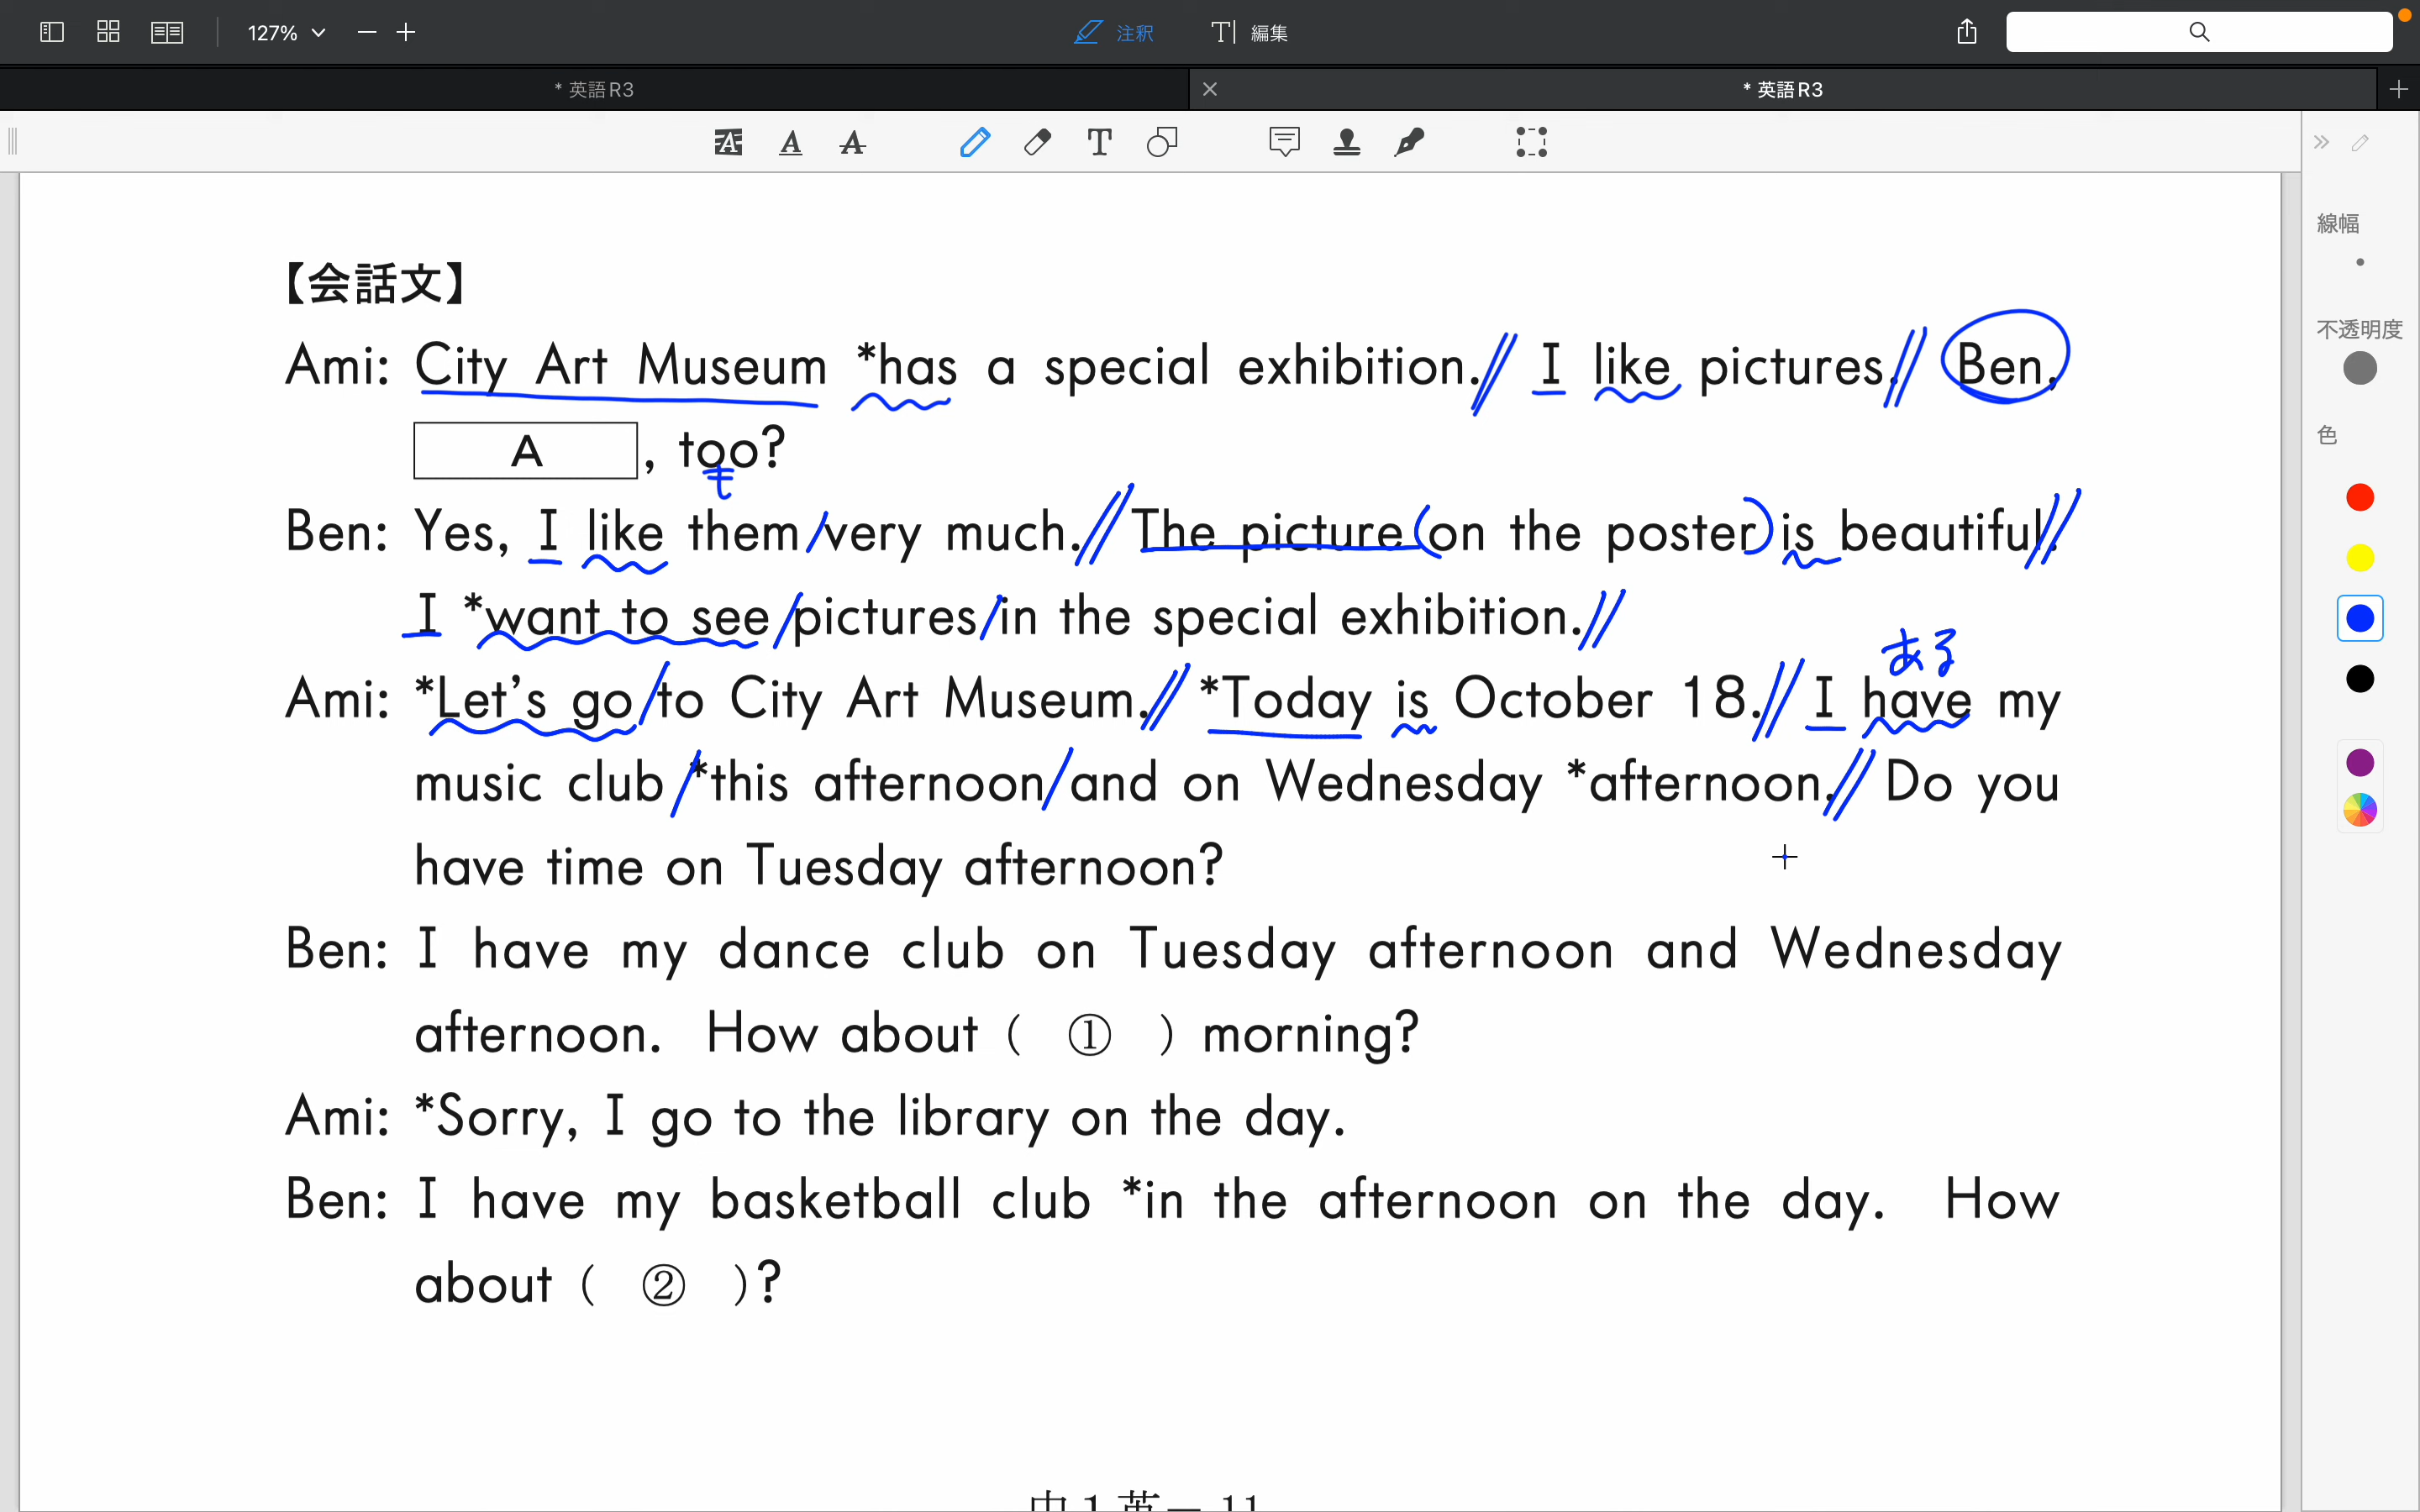 127%
注釈
編集
* 英語R3
* 英語R3
線幅
不透明度
色
【会話文】
Ami: City Art Museum *has a special exhibition. I like pictures. Ben,
A , too?
も
Ben: Yes, I like them very much. The picture on the poster is beautiful.
I *want to see pictures in the special exhibition.
ある
Ami: *Let's go to City Art Museum. *Today is October 18. I have my
music club *this afternoon and on Wednesday *afternoon. Do you
have time on Tuesday afternoon?
Ben: I have my dance club on Tuesday afternoon and Wednesday
afternoon. How about ( ① ) morning?
Ami: *Sorry, I go to the library on the day.
Ben: I have my basketball club *in the afternoon on the day. How
about ( ② )?
中1英－11